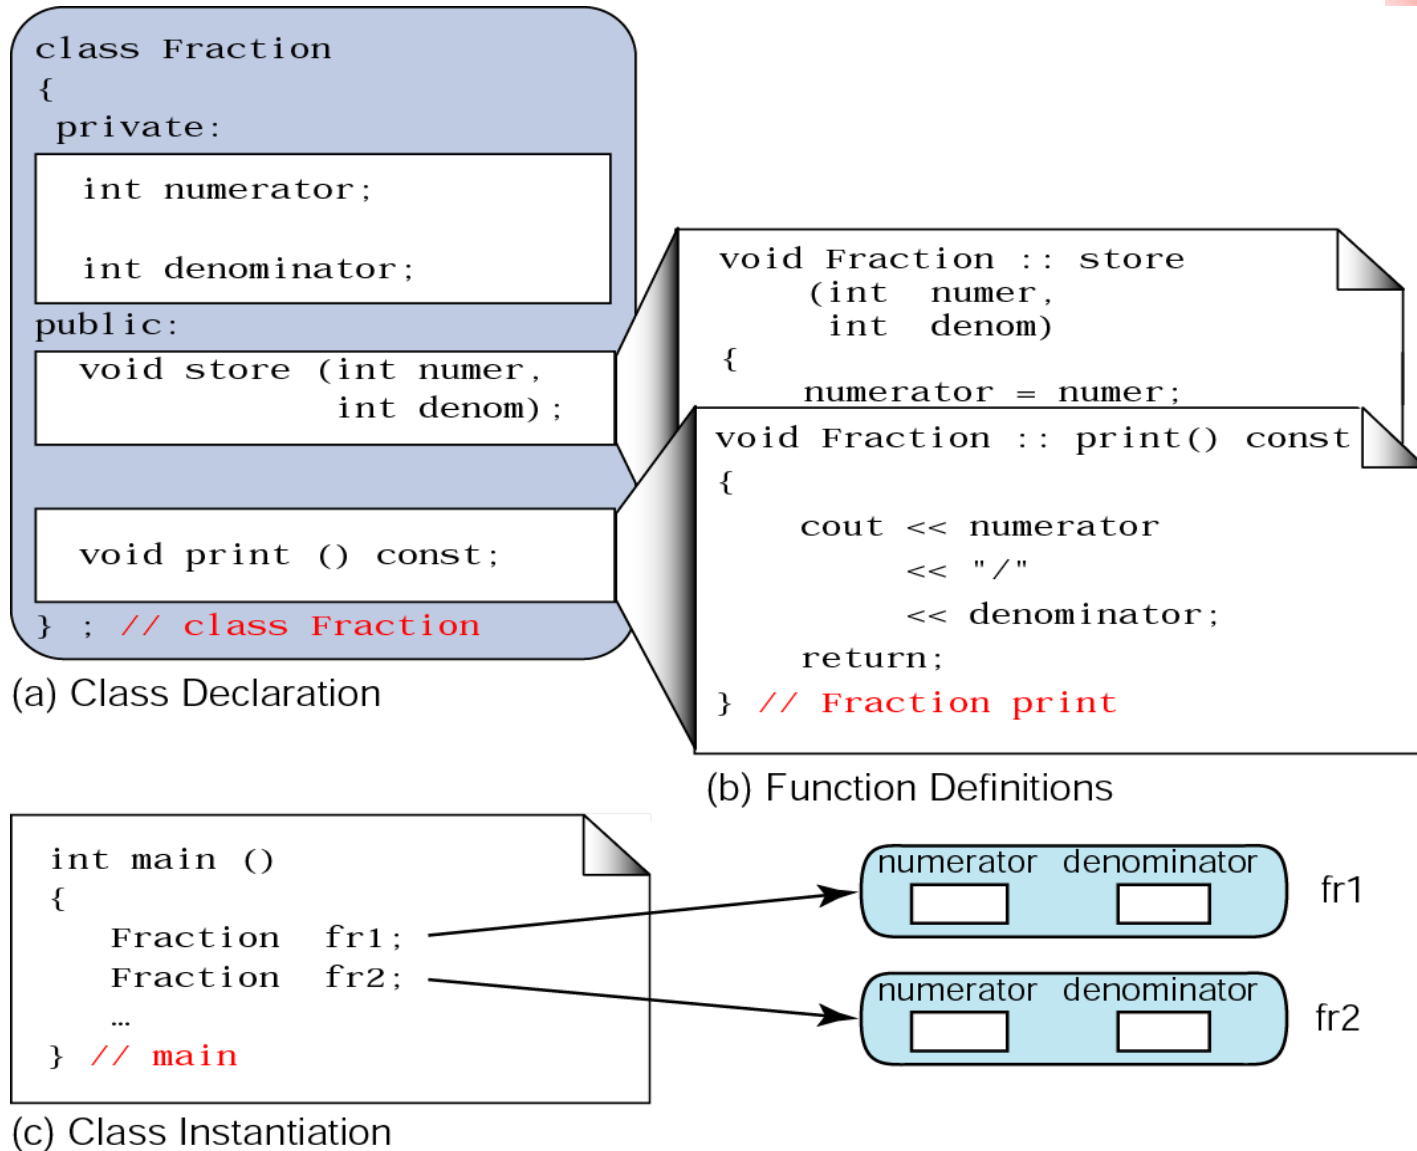 class Fraction
{
private:
int numerator;
int denominator;
public:
void store (int numer,
int denom);
void print () const;
} ; // class Fraction
(a) Class Declaration
void Fraction :: store
(int numer,
int denom)
{
numerator = numer;
void Fraction :: print() const
{
cout << numerator
<< "/"
<< denominator;
return;
} // Fraction print
(b) Function Definitions
int main ()
{
Fraction fr1;
Fraction fr2;
…
} // main
(c) Class Instantiation
numerator denominator
fr1
numerator denominator
fr2